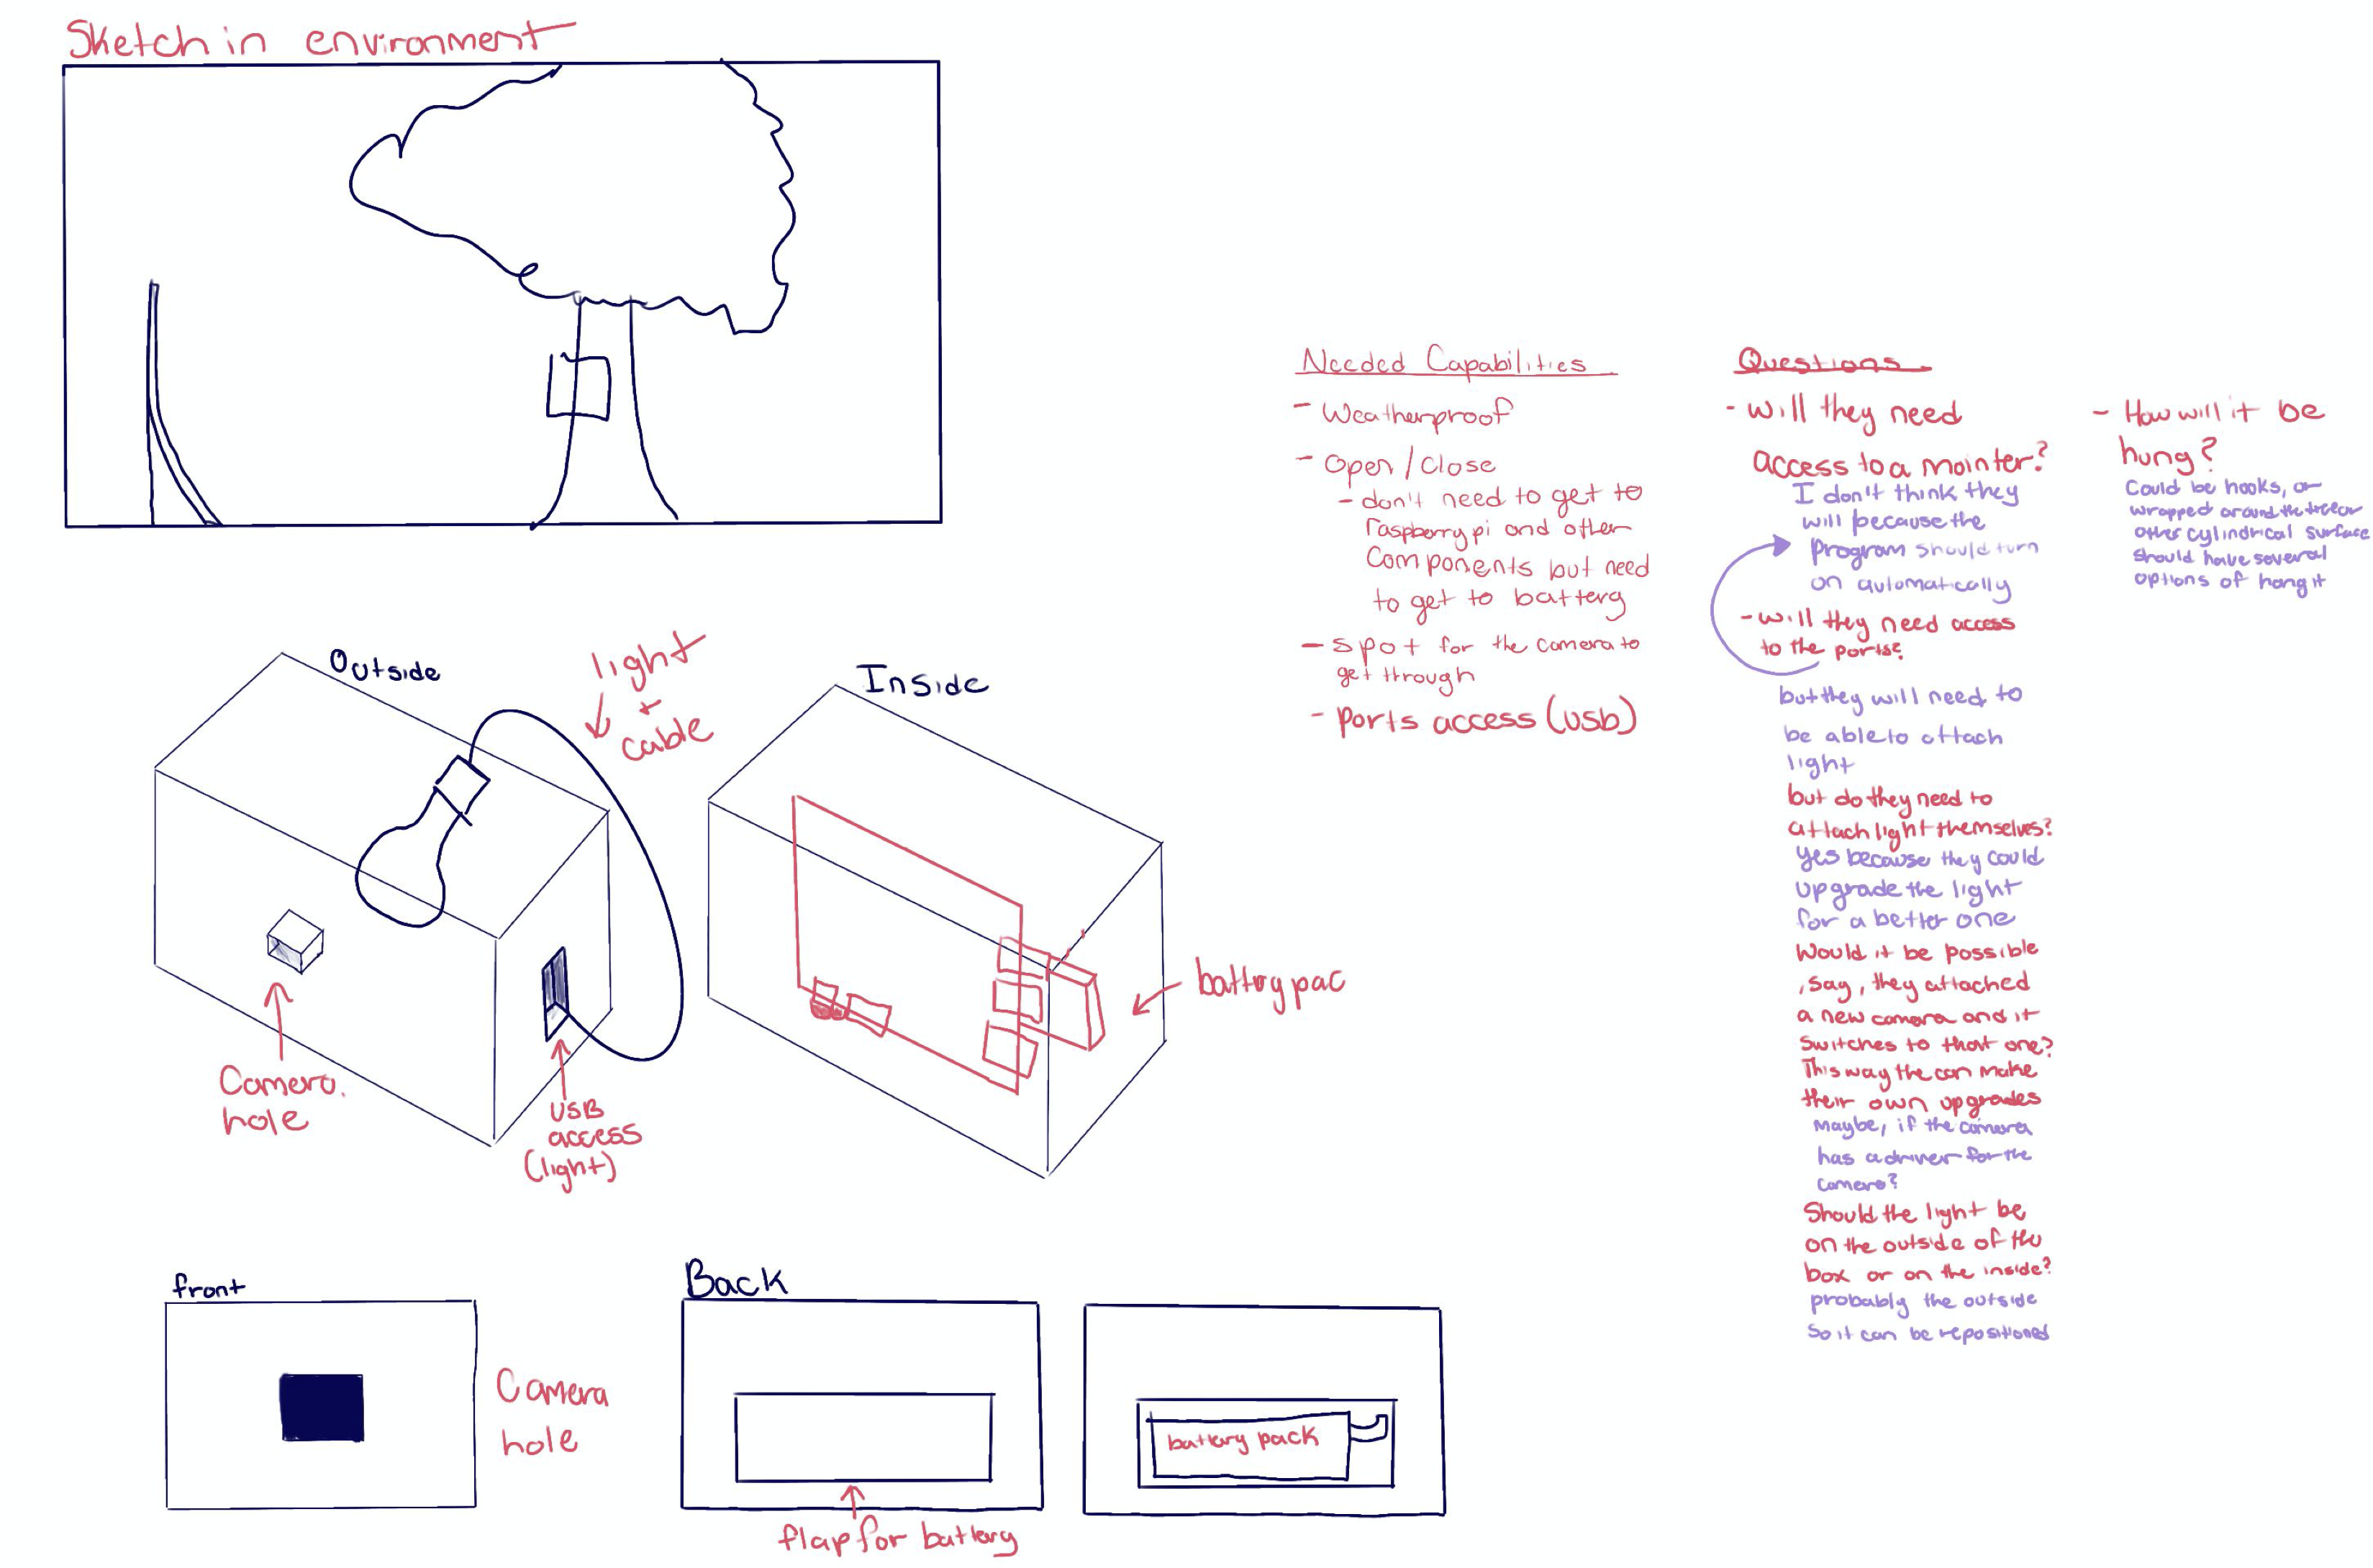 Sketch in environment
Needed Capabilities
- Weatherproof
- Open/Close
- don't need to get to
raspberry pi and other
components but need
to get to battery
- spot for the camera to
get through
- ports access (usb)
Questions
- will they need
access to a mointer?
I don't think they
will because the
program should turn
on automatically
- will they need access
to the ports?
but they will need to
be able to attach
light
but do they need to
attach light themselves?
yes because they could
upgrade the light
for a better one
Would it be possible
, say, they attached
a new camera and it
switches to that one?
This way the can make
their own upgrades
maybe, if the camera
has a driver for the
camera?
Should the light be
on the outside of the
box or on the inside?
probably the outside
so it can be repositioned
- How will it be
hung?
Could be hooks, or
wrapped around the tree or
other cylindrical surface
should have several
options of hang it
Outside
light
+
cable
Camera
hole
USB
access
(light)
Inside
battery pac
front
Camera
hole
Back
flap for battery
battery pack